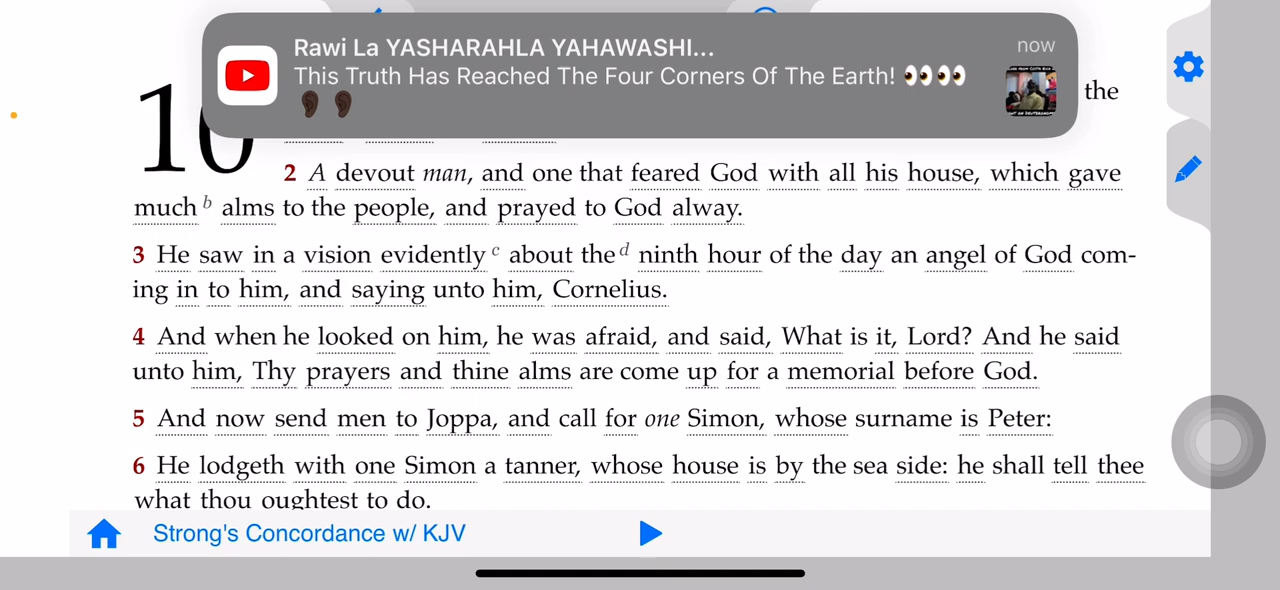 Rawi La YASHARAHLA YAHAWASHI...
now
This Truth Has Reached The Four Corners Of The Earth! 👀👀
👂🏿👂🏿
10
the
2 A devout man, and one that feared God with all his house, which gave
much b alms to the people, and prayed to God alway.
3 He saw in a vision evidently c about the d ninth hour of the day an angel of God com-
ing in to him, and saying unto him, Cornelius.
4 And when he looked on him, he was afraid, and said, What is it, Lord? And he said
unto him, Thy prayers and thine alms are come up for a memorial before God.
5 And now send men to Joppa, and call for one Simon, whose surname is Peter:
6 He lodgeth with one Simon a tanner, whose house is by the sea side: he shall tell thee
what thou oughtest to do.
Strong's Concordance w/ KJV